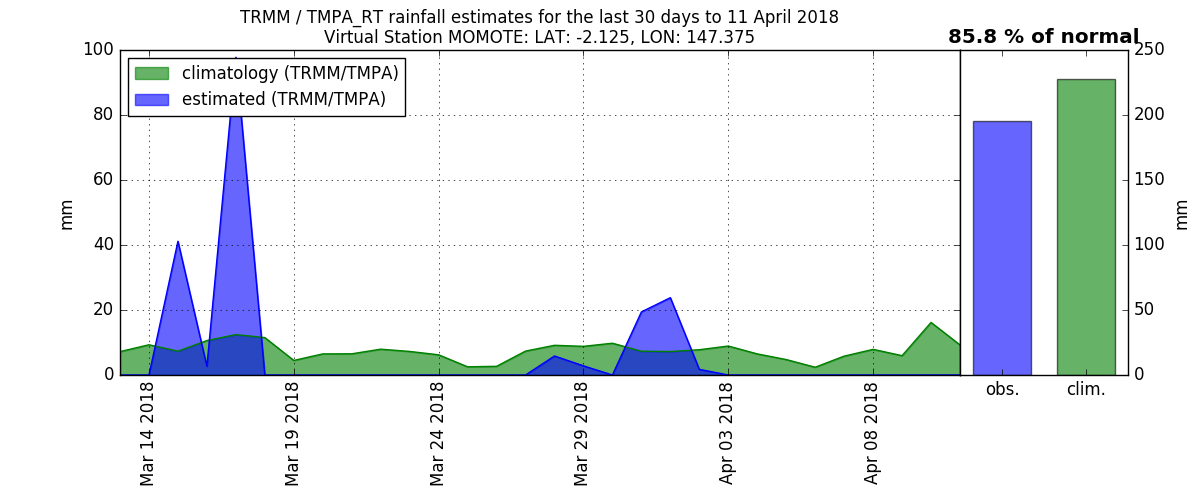 TRMM / TMPA_RT rainfall estimates for the last 30 days to 11 April 2018
Virtual Station MOMOTE: LAT: -2.125, LON: 147.375
85.8 % of normal
climatology (TRMM/TMPA)
estimated (TRMM/TMPA)
100
80
60
40
20
0
mm
Mar 14 2018
Mar 19 2018
Mar 24 2018
Mar 29 2018
Apr 03 2018
Apr 08 2018
obs.
clim.
250
200
150
100
50
0
mm